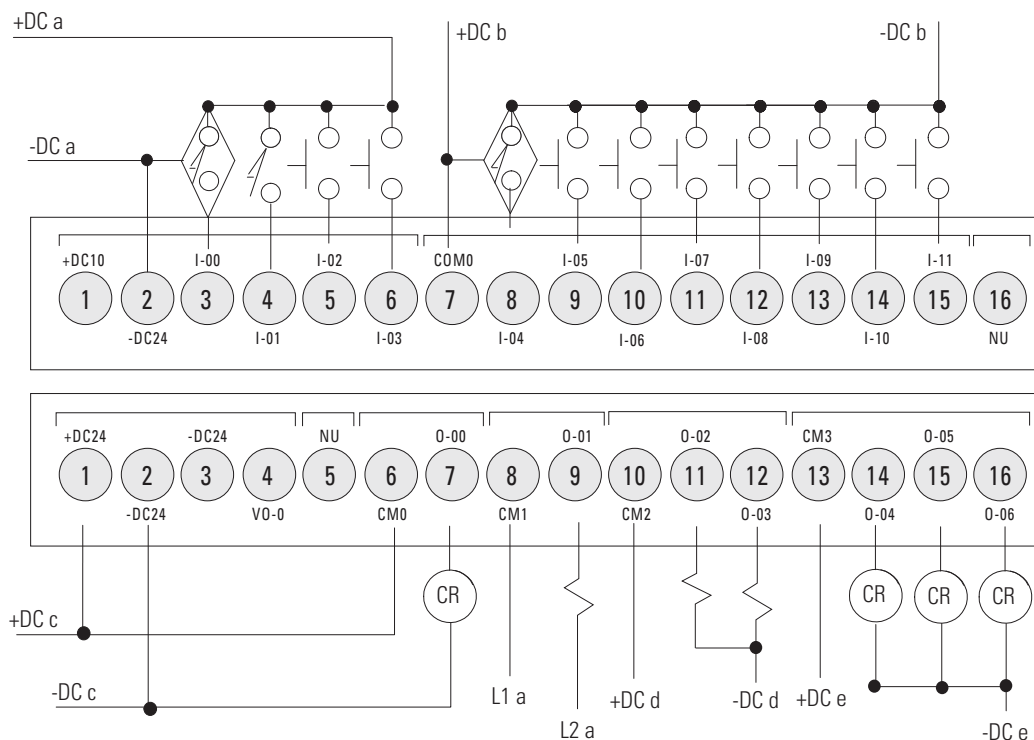 +DC a
+DC b
-DC b
-DC a
+DC10 I-00 I-02 COM0 I-05 I-07 I-09 I-11
1 2 3 4 5 6 7 8 9 10 11 12 13 14 15 16
-DC24 I-01 I-03 I-04 I-06 I-08 I-10 NU
+DC24 -DC24 NU O-00 O-01 O-02 CM3 O-05
1 2 3 4 5 6 7 8 9 10 11 12 13 14 15 16
-DC24 VO-0 CM0 CM1 CM2 O-03 O-04 O-06
CR CR CR CR
+DC c
-DC c
L1 a
L2 a
+DC d
-DC d
+DC e
-DC e